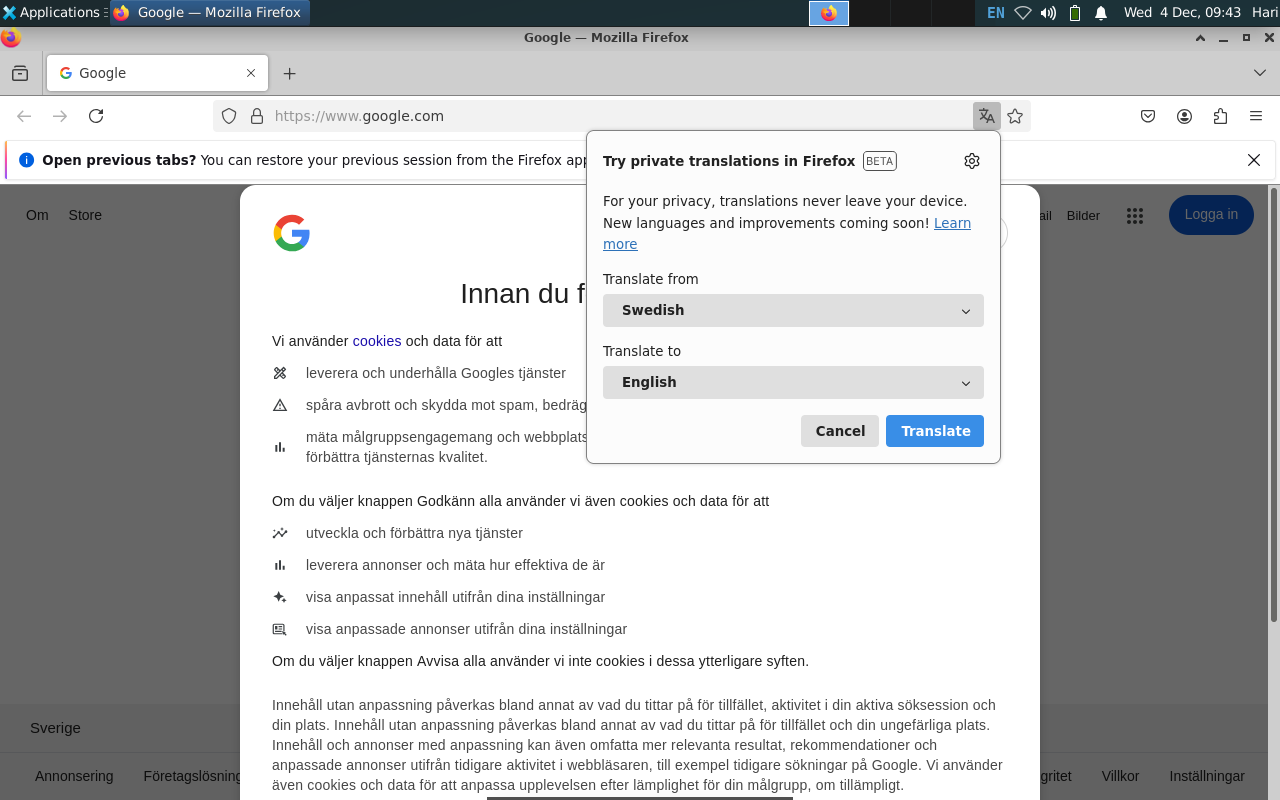 Applications
Google — Mozilla Firefox
EN
Wed 4 Dec, 09:43
Hari
Google — Mozilla Firefox
Google
https://www.google.com
Open previous tabs? You can restore your previous session from the Firefox app
Try private translations in Firefox BETA
For your privacy, translations never leave your device.
New languages and improvements coming soon! Learn
more
Translate from
Swedish
Translate to
English
Cancel
Translate
Om
Store
ail
Bilder
Logga in
Innan du f
Vi använder cookies och data för att
leverera och underhålla Googles tjänster
spåra avbrott och skydda mot spam, bedräg
mäta målgruppsengagemang och webbplats
förbättra tjänsternas kvalitet.
Om du väljer knappen Godkänn alla använder vi även cookies och data för att
utveckla och förbättra nya tjänster
leverera annonser och mäta hur effektiva de är
visa anpassat innehåll utifrån dina inställningar
visa anpassade annonser utifrån dina inställningar
Om du väljer knappen Avvisa alla använder vi inte cookies i dessa ytterligare syften.
Innehåll utan anpassning påverkas bland annat av vad du tittar på för tillfället, aktivitet i din aktiva söksession och
din plats. Innehåll utan anpassning påverkas bland annat av vad du tittar på för tillfället och din ungefärliga plats.
Innehåll och annonser med anpassning kan även omfatta mer relevanta resultat, rekommendationer och
anpassade annonser utifrån tidigare aktivitet i webbläsaren, till exempel tidigare sökningar på Google. Vi använder
även cookies och data för att anpassa upplevelsen efter lämplighet för din målgrupp, om tillämpligt.
Sverige
Annonsering
Företagslösning
gritet
Villkor
Inställningar